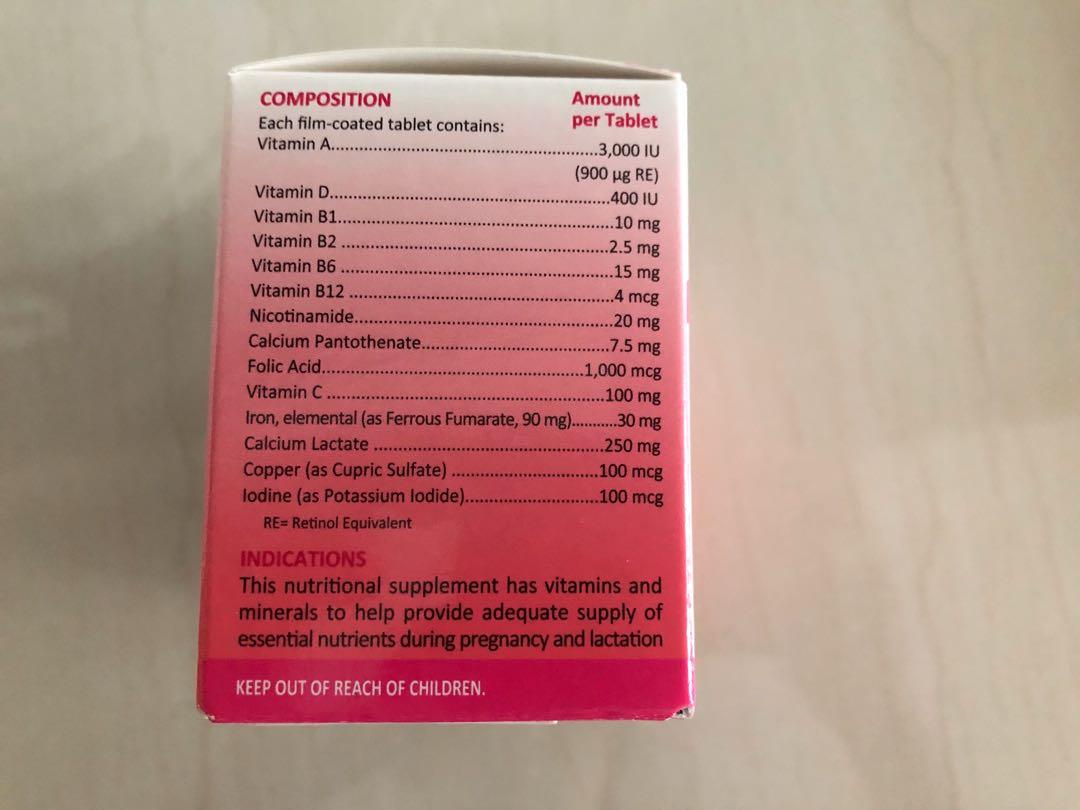 COMPOSITION Amount
Each film-coated tablet contains: per Tablet
Vitamin A..........3,000 IU
(900 µg RE)
Vitamin D..........400 IU
Vitamin B1..........10 mg
Vitamin B2 ..........2.5 mg
Vitamin B6 ..........15 mg
Vitamin B12 ..........4 mcg
Nicotinamide..........20 mg
Calcium Pantothenate..........7.5 mg
Folic Acid..........1,000 mcg
Vitamin C ..........100 mg
Iron, elemental (as Ferrous Fumarate, 90 mg)..........30 mg
Calcium Lactate ..........250 mg
Copper (as Cupric Sulfate) ..........100 mcg
Iodine (as Potassium Iodide)..........100 mcg
RE= Retinol Equivalent
INDICATIONS
This nutritional supplement has vitamins and
minerals to help provide adequate supply of
essential nutrients during pregnancy and lactation
KEEP OUT OF REACH OF CHILDREN.